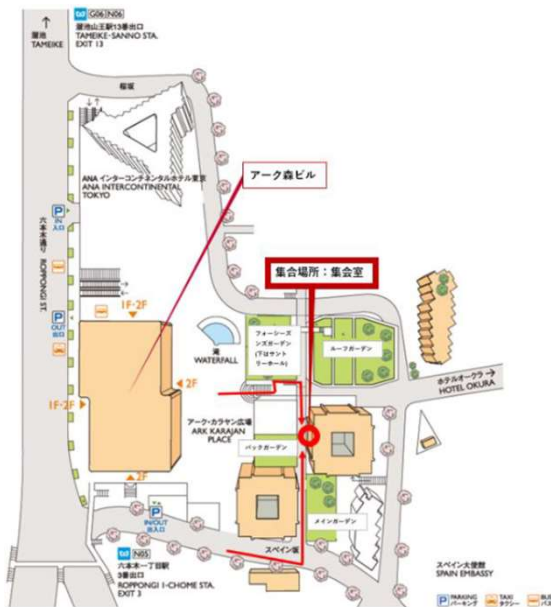 G06 N06
溜池山王駅13番出口
TAMEIKE-SANNO STA.
EXIT 13
溜池
TAMEIKE
桜坂
ANA インターコンチネンタルホテル東京
ANA INTERCONTINENTAL
TOKYO
アーク森ビル
P
IN
入口
六本木通り ROPPONGI ST.
集合場所：集会室
1F-2F
P
OUT
出口
滝
WATERFALL
フォーシーズ
ンズガーデン
(下はサント
リーホール)
ルーフガーデン
2F
1F-2F
ホテルオークラ
HOTEL OKURA
アーク・カラヤン広場
ARK KARAJAN
PLACE
バックガーデン
2F
P
IN/OUT
出入口
メインガーデン
スペイン坂
N05
六本木一丁目駅
3番出口
ROPPONGI 1-CHOME STA.
EXIT 3
スペイン大使館
SPAIN EMBASSY
P PARKING
パーキング
TAXI
タクシー